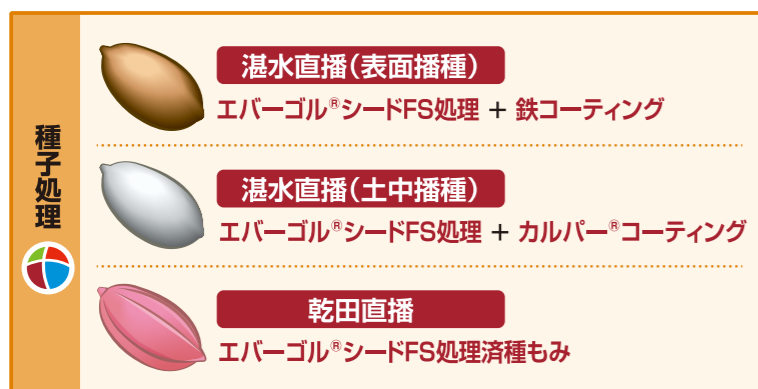 種子処理
湛水直播（表面播種）
エバーゴル®シードFS処理 + 鉄コーティング
湛水直播（土中播種）
エバーゴル®シードFS処理 + カルパー®コーティング
乾田直播
エバーゴル®シードFS処理済種もみ